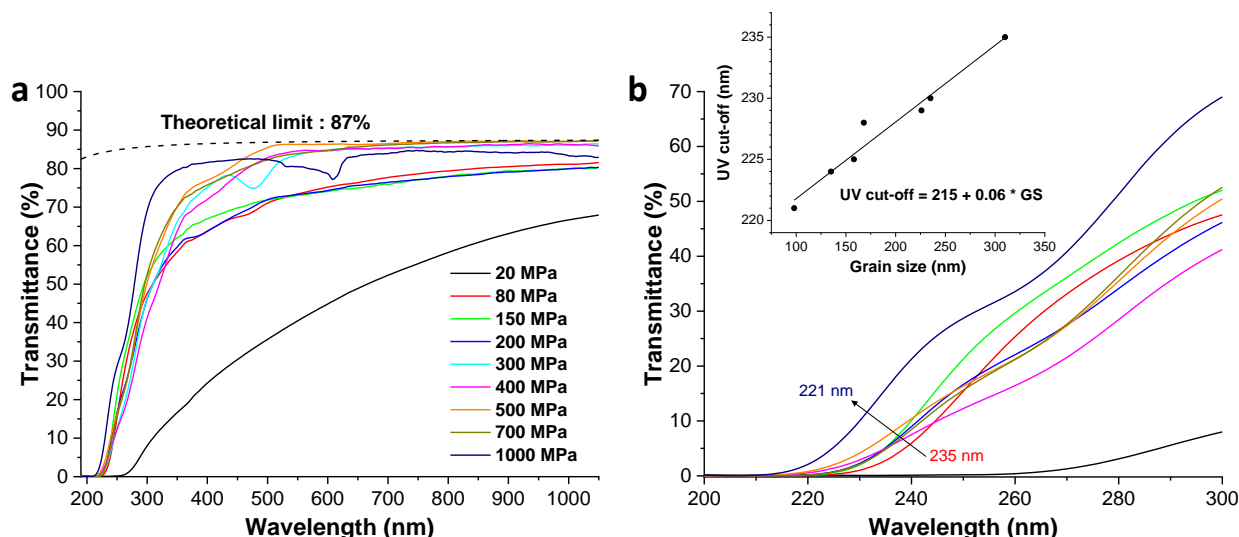 a
Transmittance (%)
100
90
80
70
60
50
40
30
20
10
0
Theoretical limit : 87%
20 MPa
80 MPa
150 MPa
200 MPa
300 MPa
400 MPa
500 MPa
700 MPa
1000 MPa
200 300 400 500 600 700 800 900 1000
Wavelength (nm)
b
UV cut-off (nm)
235
230
225
220
UV cut-off = 215 + 0.06 * GS
100 150 200 250 300 350
Grain size (nm)
Transmittance (%)
70
60
50
40
30
20
10
0
221 nm
235 nm
200 220 240 260 280 300
Wavelength (nm)